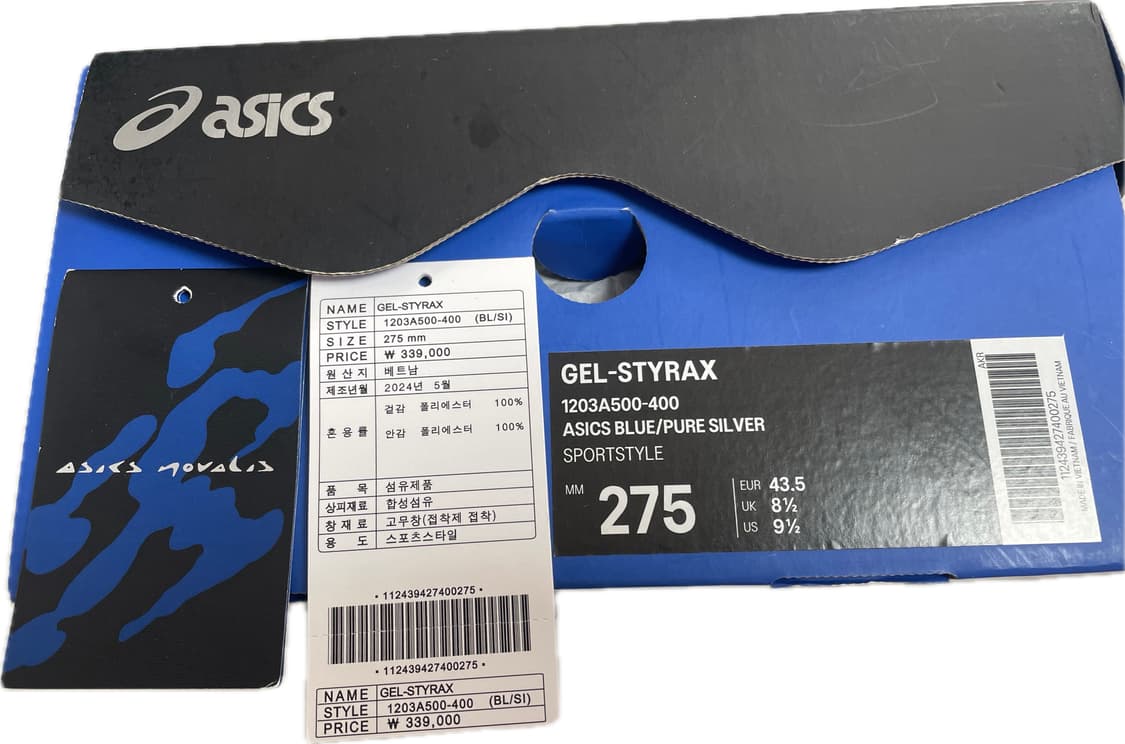 asics
asics novalis
NAME GEL-STYRAX
STYLE 1203A500-400 (BL/SI)
SIZE 275 mm
PRICE ₩ 339,000
원산지 베트남
제조년월 2024년 5월
겉감 폴리에스터 100%
혼용률
안감 폴리에스터 100%
품목 섬유제품
상피재료 합성섬유
창재료 고무창(접착제 접착)
용도 스포츠스타일
· 112439427400275 ·
· 112439427400275 ·
NAME GEL-STYRAX
STYLE 1203A500-400 (BL/SI)
PRICE ₩ 339,000
GEL-STYRAX
1203A500-400
ASICS BLUE/PURE SILVER
SPORTSTYLE
MM 275
EUR 43.5
UK 8½
US 9½
AKR
112439427400275
MADE IN VIETNAM / FABRIQUE AU VIETNAM